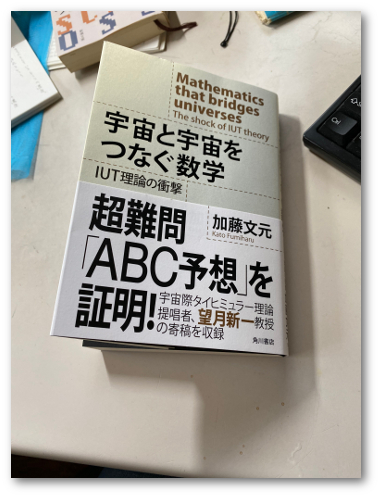 Mathematics
that bridges
universes
The shock of IUT theory
宇宙と宇宙を
つなぐ数学
IUT理論の衝撃
加藤文元
Kato Fumiharu
超難問
「ABC予想」を
証明!
宇宙際タイヒミュラー理論
提唱者、望月新一教授
の寄稿を収録
角川書店